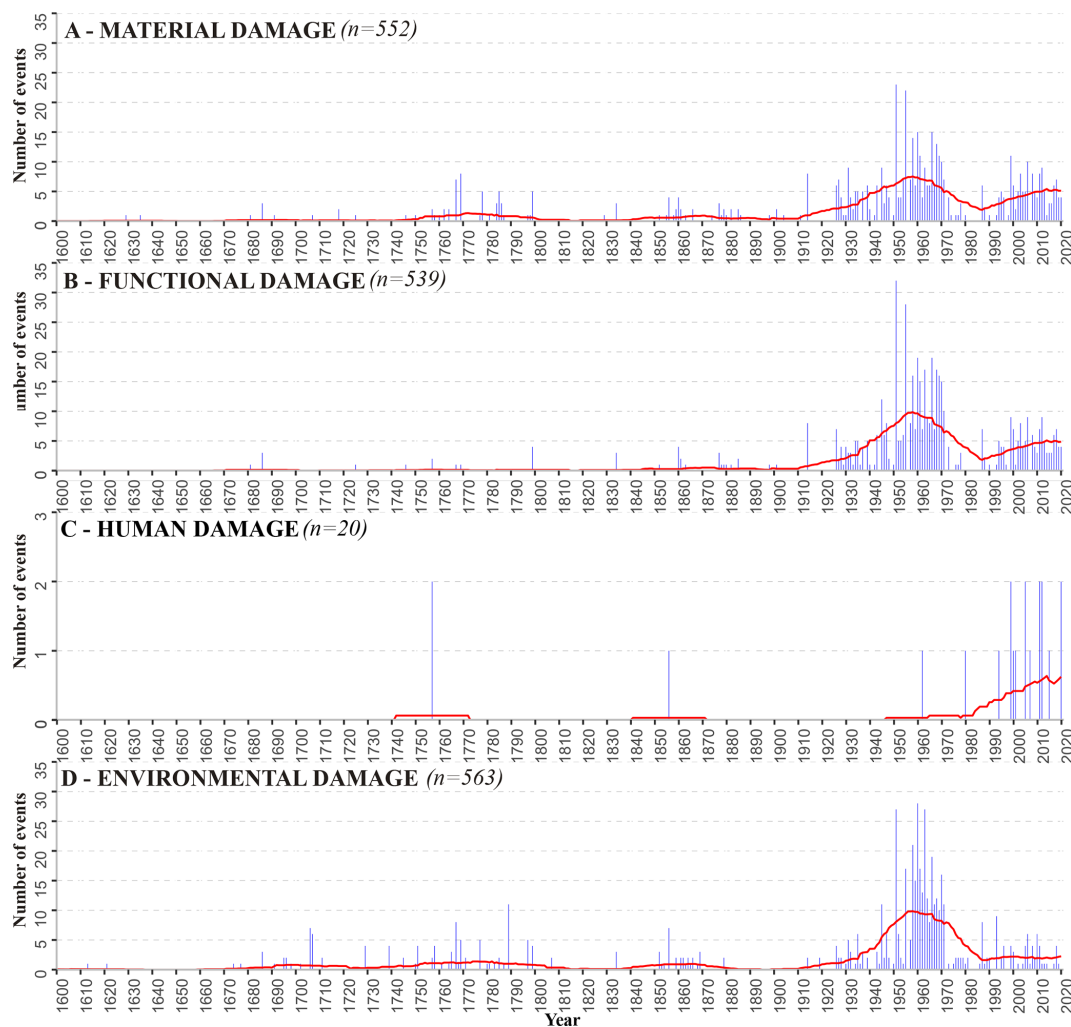 A - MATERIAL DAMAGE (n=552)
Number of events
35
30
25
20
15
10
5
0
1600 1610 1620 1630 1640 1650 1660 1670 1680 1690 1700 1710 1720 1730 1740 1750 1760 1770 1780 1790 1800 1810 1820 1830 1840 1850 1860 1870 1880 1890 1900 1910 1920 1930 1940 1950 1960 1970 1980 1990 2000 2010 2020
B - FUNCTIONAL DAMAGE (n=539)
umber of events
35
30
25
20
15
10
5
0
1600 1610 1620 1630 1640 1650 1660 1670 1680 1690 1700 1710 1720 1730 1740 1750 1760 1770 1780 1790 1800 1810 1820 1830 1840 1850 1860 1870 1880 1890 1900 1910 1920 1930 1940 1950 1960 1970 1980 1990 2000 2010 2020
C - HUMAN DAMAGE (n=20)
Number of events
3
2
1
0
1600 1610 1620 1630 1640 1650 1660 1670 1680 1690 1700 1710 1720 1730 1740 1750 1760 1770 1780 1790 1800 1810 1820 1830 1840 1850 1860 1870 1880 1890 1900 1910 1920 1930 1940 1950 1960 1970 1980 1990 2000 2010 2020
D - ENVIRONMENTAL DAMAGE (n=563)
Number of events
35
30
25
20
15
10
5
0
1600 1610 1620 1630 1640 1650 1660 1670 1680 1690 1700 1710 1720 1730 1740 1750 1760 1770 1780 1790 1800 1810 1820 1830 1840 1850 1860 1870 1880 1890 1900 1910 1920 1930 1940 1950 1960 1970 1980 1990 2000 2010 2020
Year